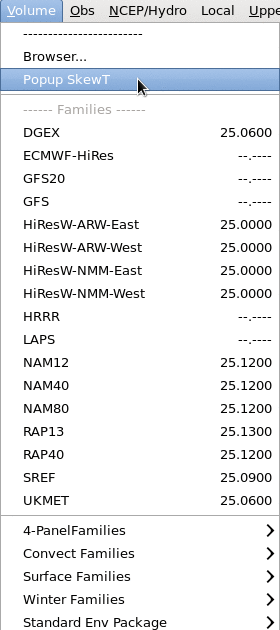 Volume Obs NCEP/Hydro Local Uppe
------------------------
Browser...
Popup SkewT
------ Families ------
DGEX 25.0600
ECMWF-HiRes --.----
GFS20 --.----
GFS --.----
HiResW-ARW-East 25.0000
HiResW-ARW-West 25.0000
HiResW-NMM-East 25.0000
HiResW-NMM-West 25.0000
HRRR --.----
LAPS --.----
NAM12 25.1200
NAM40 25.1200
NAM80 25.1200
RAP13 25.1300
RAP40 25.1200
SREF 25.0900
UKMET 25.0600
4-PanelFamilies
Convect Families
Surface Families
Winter Families
Standard Env Package